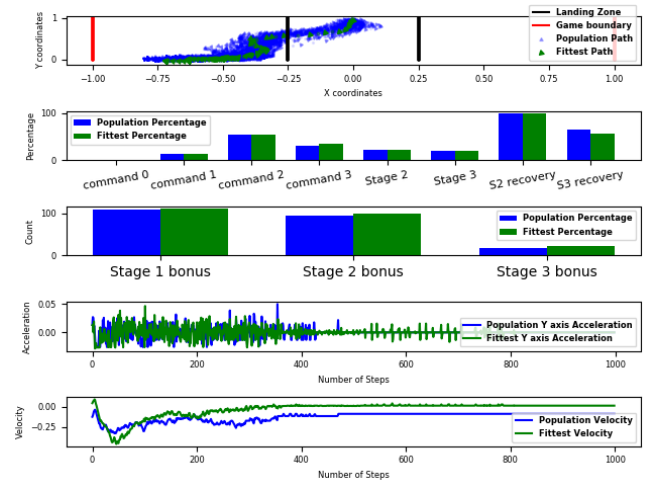 Y coordinates
1
0
−1.00
−0.75
−0.50
−0.25
0.00
0.25
0.50
0.75
1.00
X coordinates
Landing Zone
Game boundary
Population Path
Fittest Path
Percentage
100
0
Population Percentage
Fittest Percentage
command 0
command 1
command 2
command 3
Stage 2
Stage 3
S2 recovery
S3 recovery
Count
100
0
Population Percentage
Fittest Percentage
Stage 1 bonus
Stage 2 bonus
Stage 3 bonus
Acceleration
0.05
0.00
Population Y axis Acceleration
Fittest Y axis Acceleration
0
200
400
600
800
1000
Number of Steps
Velocity
0.00
−0.25
Population Velocity
Fittest Velocity
0
200
400
600
800
1000
Number of Steps